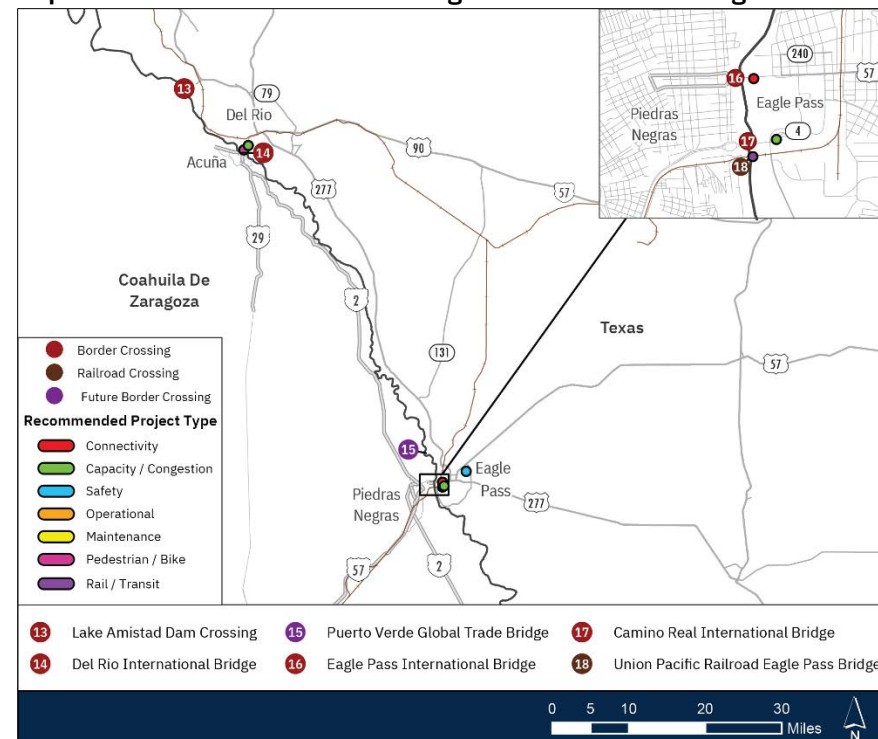 13
79
Del Rio
Acuña
14
90
277
57
29
2
Coahuila De
Zaragoza
131
Texas
57
15
Eagle
Pass
Piedras
Negras
277
57
2
240
57
16
Eagle Pass
Piedras
Negras
4
17
18
Border Crossing
Railroad Crossing
Future Border Crossing
Recommended Project Type
Connectivity
Capacity / Congestion
Safety
Operational
Maintenance
Pedestrian / Bike
Rail / Transit
13 Lake Amistad Dam Crossing
15 Puerto Verde Global Trade Bridge
17 Camino Real International Bridge
14 Del Rio International Bridge
16 Eagle Pass International Bridge
18 Union Pacific Railroad Eagle Pass Bridge
0 5 10 20 30
Miles
N